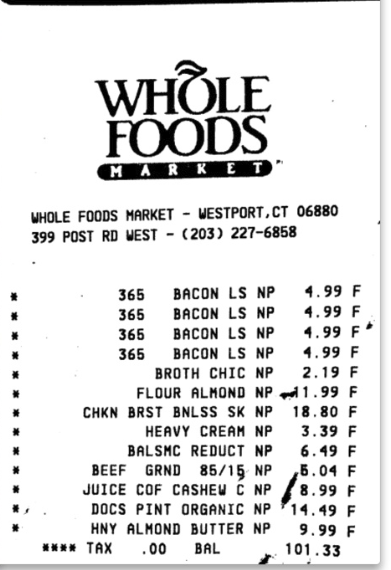 WHOLE
FOODS
MARKET
WHOLE FOODS MARKET - WESTPORT,CT 06880
399 POST RD WEST - (203) 227-6858
* 365 BACON LS NP 4.99 F
* 365 BACON LS NP 4.99 F
* 365 BACON LS NP 4.99 F
* 365 BACON LS NP 4.99 F
* BROTH CHIC NP 2.19 F
* FLOUR ALMOND NP 11.99 F
* CHKN BRST BNLSS SK NP 18.80 F
* HEAVY CREAM NP 3.39 F
* BALSMC REDUCT NP 6.49 F
* BEEF GRND 85/15 NP 5.04 F
* JUICE COF CASHEW C NP 8.99 F
* DOCS PINT ORGANIC NP 14.49 F
* HNY ALMOND BUTTER NP 9.99 F
**** TAX .00 BAL 101.33